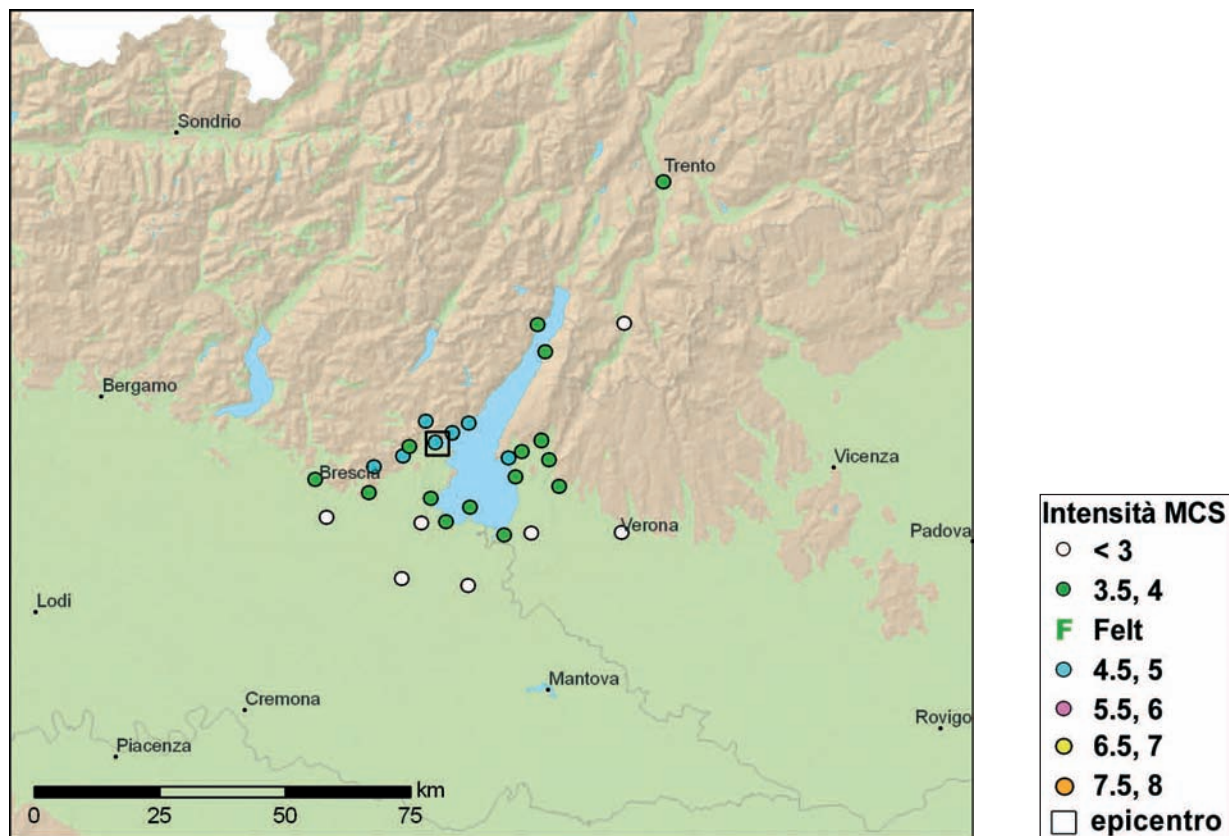 Sondrio
Trento
Bergamo
Brescia
Vicenza
Verona
Padova
Lodi
Mantova
Cremona
Rovigo
Piacenza
km
0 25 50 75
Intensità MCS
< 3
3.5, 4
F Felt
4.5, 5
5.5, 6
6.5, 7
7.5, 8
epicentro